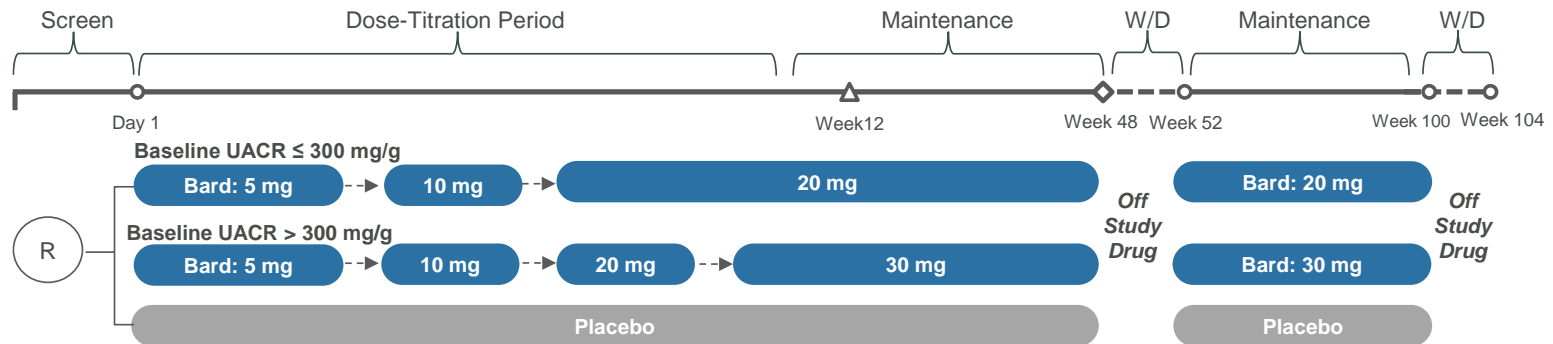 Screen Dose-Titration Period Maintenance W/D Maintenance W/D
Day 1 Week12 Week 48 Week 52 Week 100 Week 104
Baseline UACR ≤ 300 mg/g
Bard: 5 mg 10 mg 20 mg Bard: 20 mg
Off
Study
Drug
Off
Study
Drug
R
Baseline UACR > 300 mg/g
Bard: 5 mg 10 mg 20 mg 30 mg Bard: 30 mg
Placebo Placebo